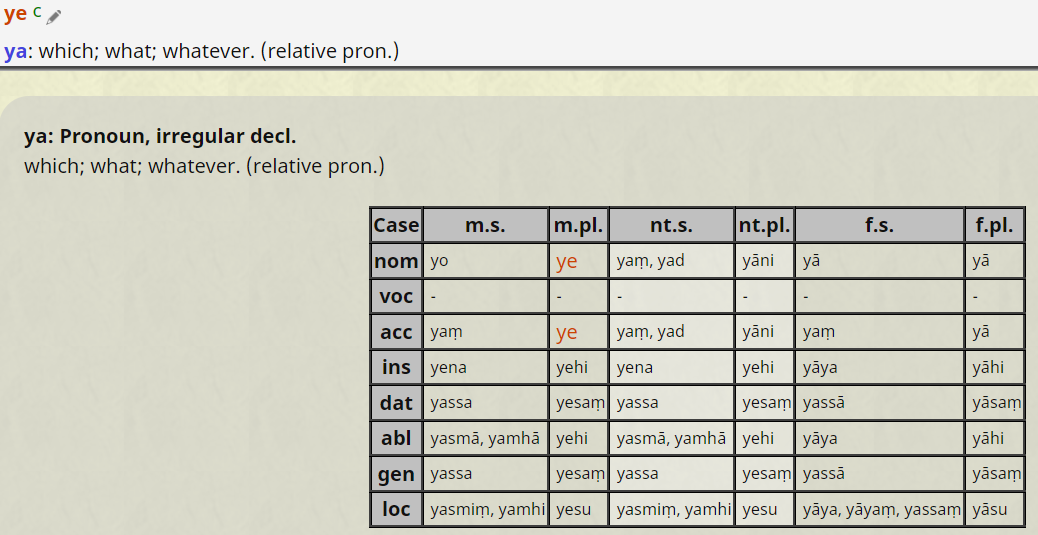 ye c
ya: which; what; whatever. (relative pron.)
ya: Pronoun, irregular decl.
which; what; whatever. (relative pron.)
Case m.s. m.pl. nt.s. nt.pl. f.s. f.pl.
nom yo ye yaṃ, yad yāni yā yā
voc - - - - - -
acc yaṃ ye yaṃ, yad yāni yaṃ yā
ins yena yehi yena yehi yāya yāhi
dat yassa yesaṃ yassa yesaṃ yassā yāsaṃ
abl yasmā, yamhā yehi yasmā, yamhā yehi yāya yāhi
gen yassa yesaṃ yassa yesaṃ yassā yāsaṃ
loc yasmiṃ, yamhi yesu yasmiṃ, yamhi yesu yāya, yāyaṃ, yassaṃ yāsu